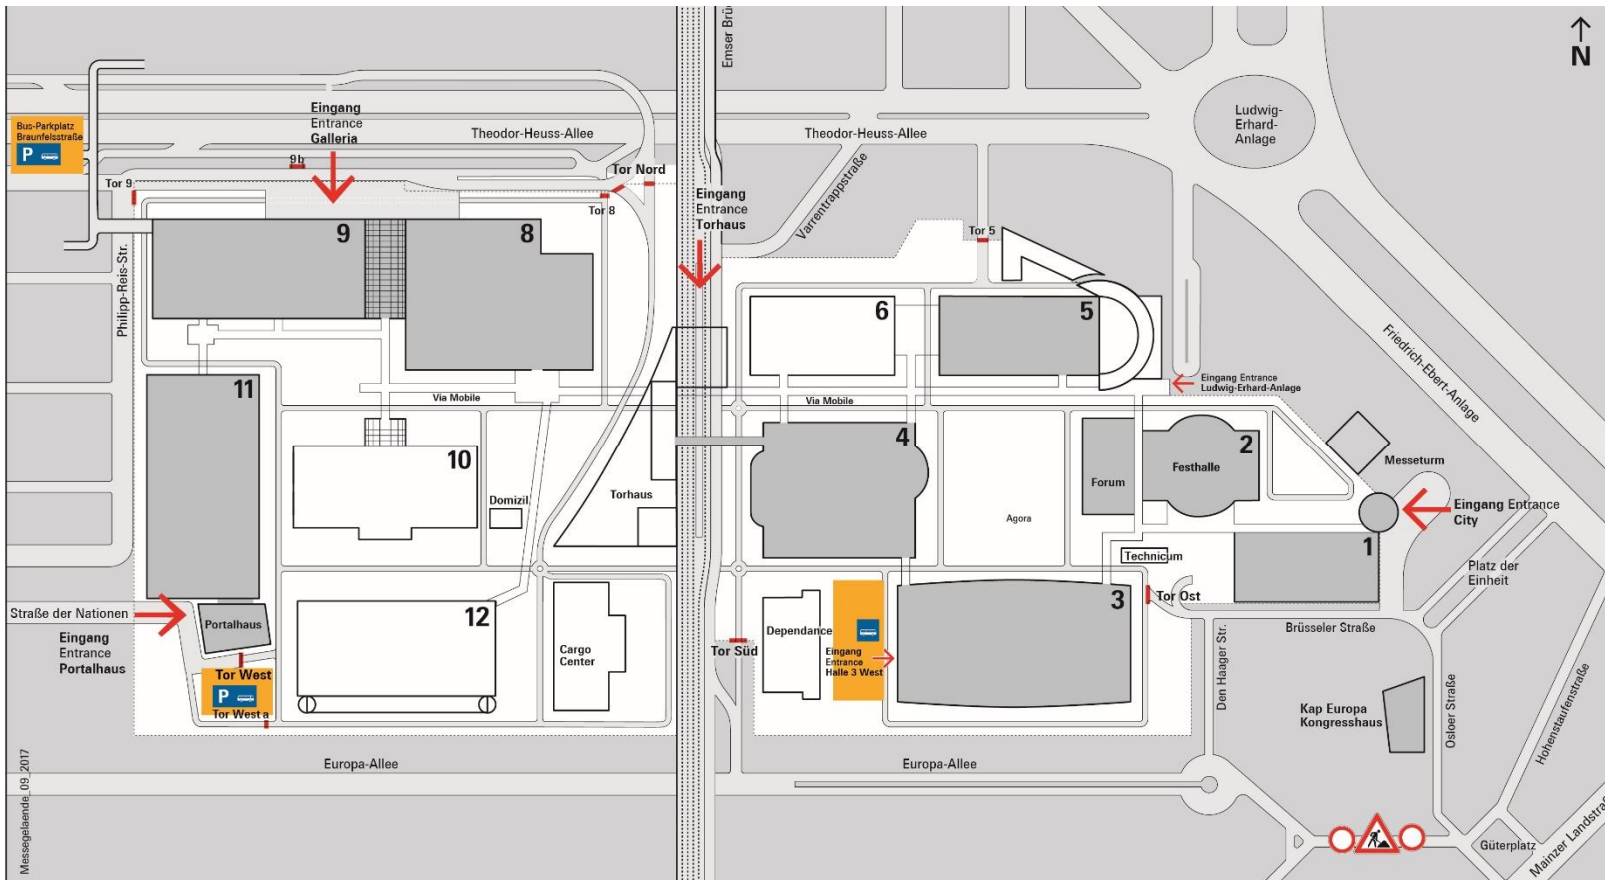 Emser Brü
N
Bus-Parkplatz
Braunfelsstraße
P
Eingang
Entrance
Galleria
Theodor-Heuss-Allee
Theodor-Heuss-Allee
Ludwig-
Erhard-
Anlage
9b
Tor 9
Tor Nord
Tor 8
Eingang
Entrance
Torhaus
Varrentrappstraße
Tor 5
9
8
Philipp-Reis-Str.
6
5
Friedrich-Ebert-Anlage
11
Via Mobile
Via Mobile
Eingang Entrance
Ludwig-Erhard-Anlage
10
4
2
Festhalle
Messeturm
Domizil
Torhaus
Forum
Agora
Eingang Entrance
City
1
Technicum
Platz der
Einheit
Straße der Nationen
Portalhaus
12
3
Tor Ost
Eingang
Entrance
Portalhaus
Cargo
Center
Tor Süd
Dependance
Eingang
Entrance
Halle 3 West
Brüsseler Straße
Den Haager Str.
Tor West
P
Tor West a
Kap Europa
Kongresshaus
Osloer Straße
Hohenstaufenstraße
Europa-Allee
Europa-Allee
Messegelaende_09_2017
Güterplatz
Mainzer Landstraß